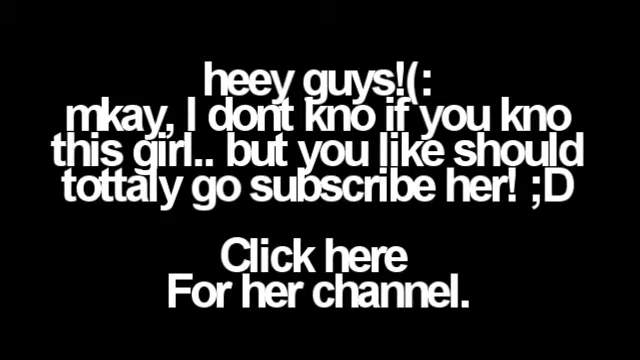 heey guys!(:
mkay, I dont kno if you kno
this girl.. but you like should
tottaly go subscribe her! ;D
Click here
For her channel.